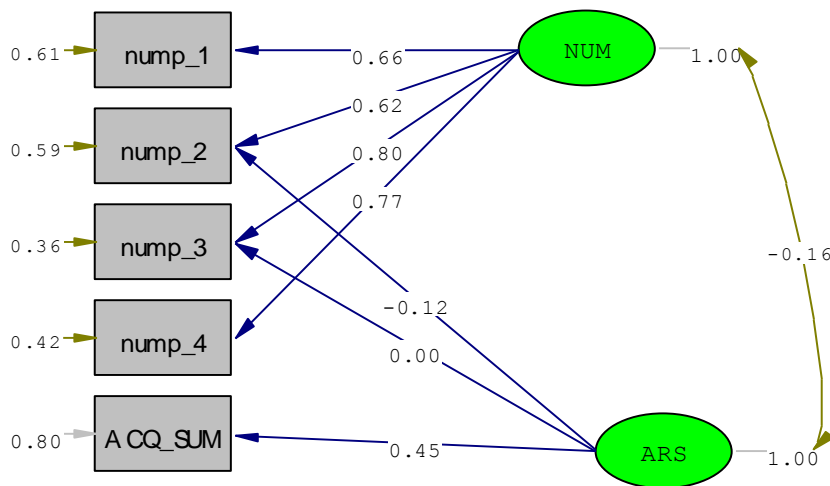 0.61 nump_1 0.66 NUM 1.00
0.62
0.59 nump_2
0.80
0.77
0.36 nump_3 -0.16
-0.12
0.42 nump_4
0.00
0.80 ACQ_SUM 0.45 ARS 1.00